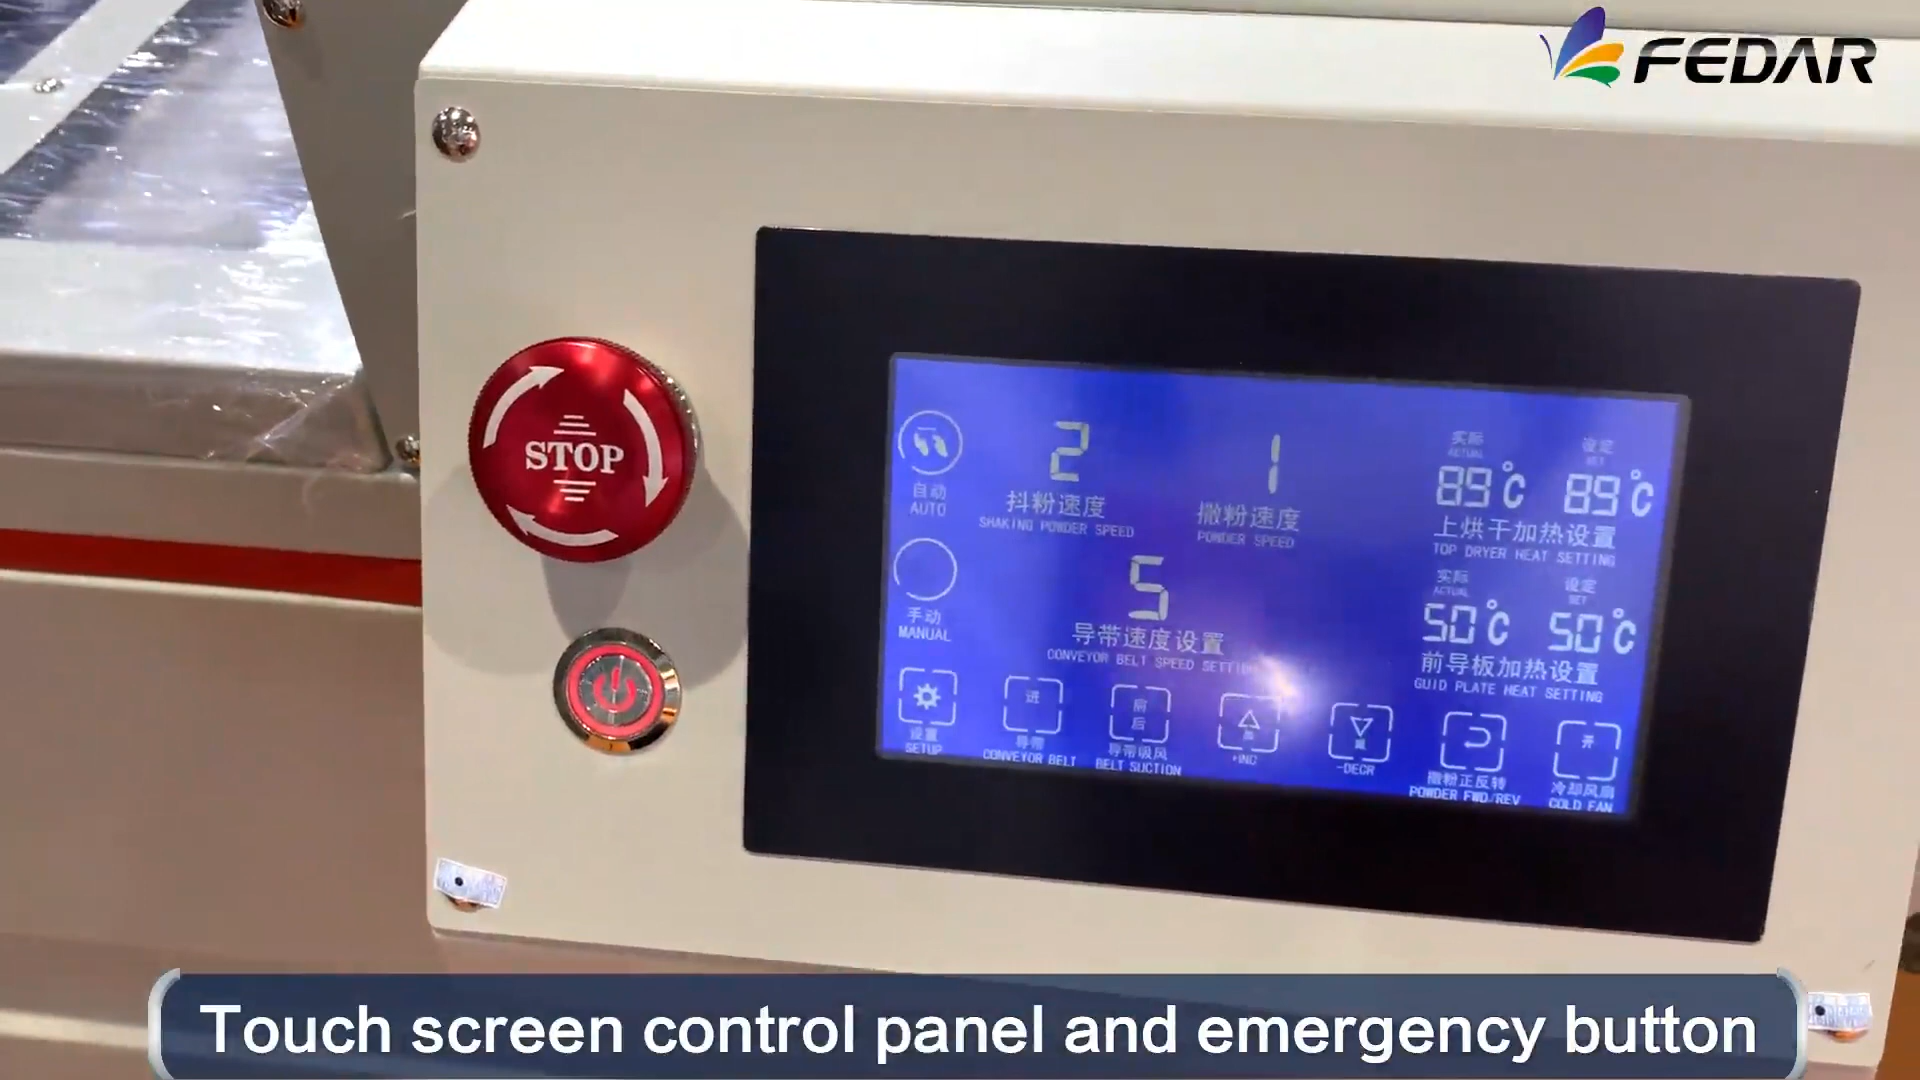 FEDAR
STOP
2
1
实际
设定
ACTUAL
SET
89℃
89℃
自动
AUTO
抖粉速度
SHAKING POWDER SPEED
撒粉速度
POWDER SPEED
上烘干加热设置
TOP DRYER HEAT SETTING
5
实际
设定
ACTUAL
SET
50℃
50℃
手动
MANUAL
导带速度设置
CONVEYOR BELT SPEED SETTING
前导板加热设置
GUID PLATE HEAT SETTING
进
前
后
加
减
开
设置
SETUP
导带
CONVEYOR BELT
导带吸风
BELT SUCTION
+INC
-DECR
撒粉正反转
POWDER FWD/REV
冷却风扇
COLD FAN
Touch screen control panel and emergency button